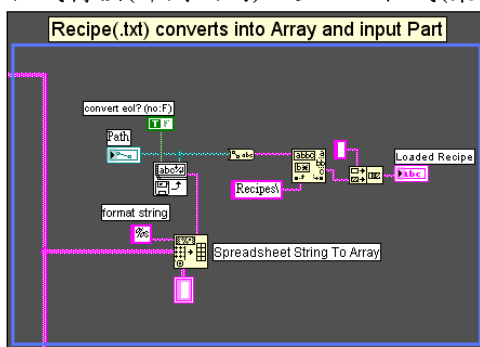 Recipe(.txt) converts into Array and input Part
convert eol? (no:F)
Path
Loaded Recipe
abc
Recipes\
format string
%s
Spreadsheet String To Array